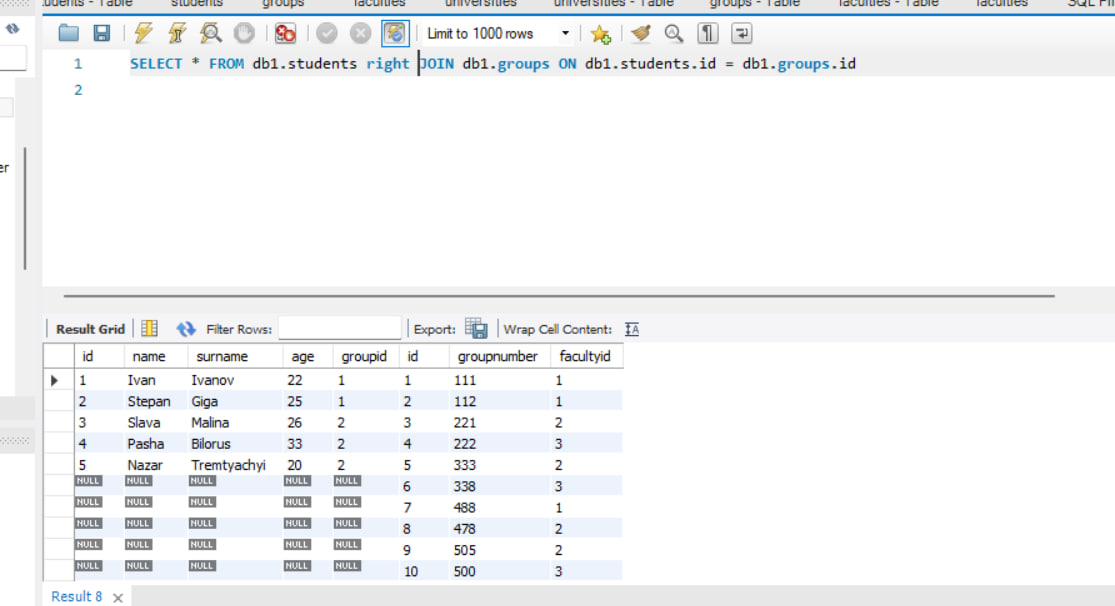 students
groups
faculties
universities
universities - Table
groups - Table
faculties - Table
faculties
Limit to 1000 rows
1 SELECT * FROM db1.students right JOIN db1.groups ON db1.students.id = db1.groups.id
2
Result Grid Filter Rows: Export: Wrap Cell Content:
id name surname age groupid id groupnumber facultyid
1 Ivan Ivanov 22 1 1 111 1
2 Stepan Giga 25 1 2 112 1
3 Slava Malina 26 2 3 221 2
4 Pasha Bilorus 33 2 4 222 3
5 Nazar Tremtyachyi 20 2 5 333 2
NULL NULL NULL NULL NULL 6 338 3
NULL NULL NULL NULL NULL 7 488 1
NULL NULL NULL NULL NULL 8 478 2
NULL NULL NULL NULL NULL 9 505 2
NULL NULL NULL NULL NULL 10 500 3
Result 8